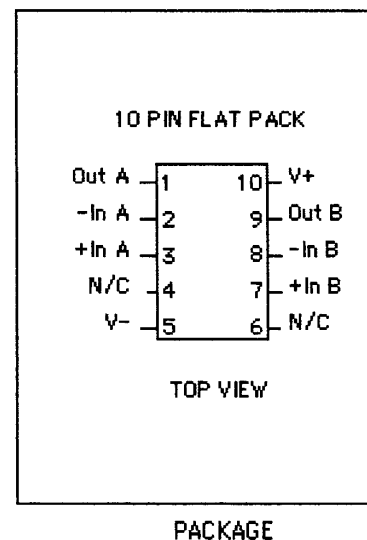 10 PIN FLAT PACK
Out A 1 10 V+
-In A 2 9 Out B
+In A 3 8 -In B
N/C 4 7 +In B
V- 5 6 N/C
TOP VIEW
PACKAGE